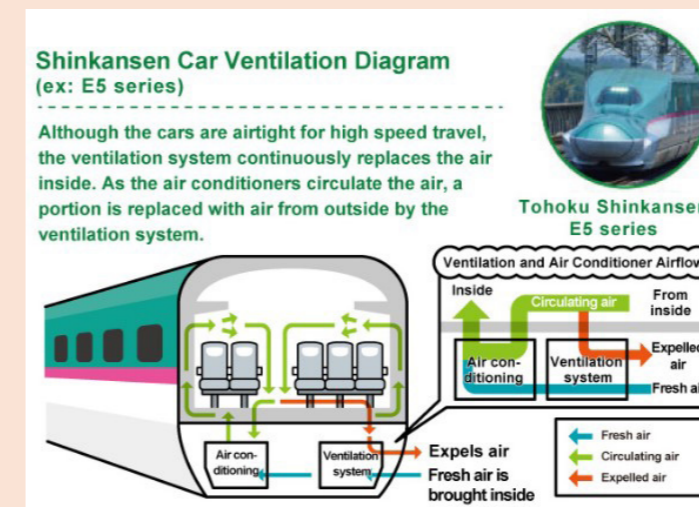 Shinkansen Car Ventilation Diagram
(ex: E5 series)
Although the cars are airtight for high speed travel,
the ventilation system continuously replaces the air
inside. As the air conditioners circulate the air, a
portion is replaced with air from outside by the
ventilation system.
Tohoku Shinkansen
E5 series
Ventilation and Air Conditioner Airflow
Inside
Circulating air
From
inside
Air con-
ditioning
Ventilation
system
Expelled
air
Fresh air
Air con-
ditioning
Ventilation
system
Expels air
Fresh air is
brought inside
Fresh air
Circulating air
Expelled air